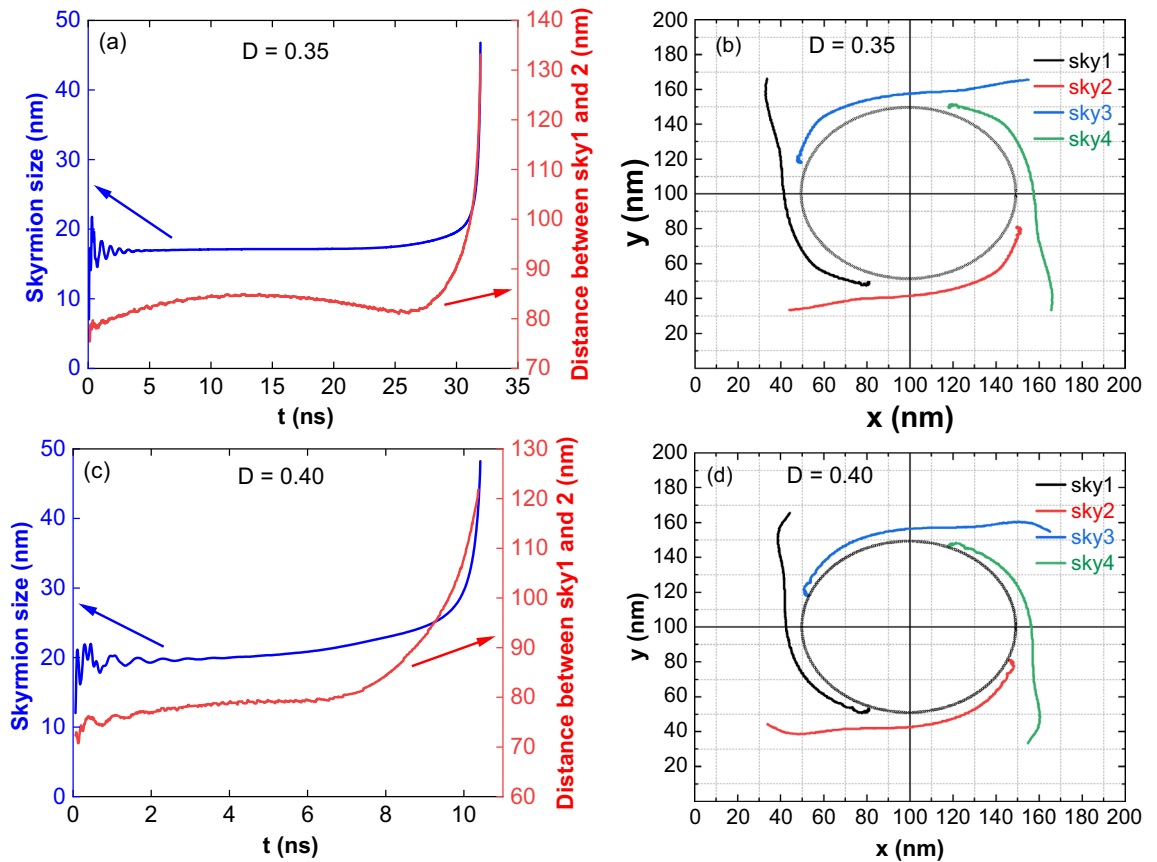 (a)
D = 0.35
Skyrmion size (nm)
50
40
30
20
10
0
0 5 10 15 20 25 30 35
t (ns)
140
130
120
110
100
90
80
70
Distance between sky1 and 2 (nm)
(b)
D = 0.35
sky1
sky2
sky3
sky4
y (nm)
200
180
160
140
120
100
80
60
40
20
0 20 40 60 80 100 120 140 160 180 200
x (nm)
(c)
D = 0.40
Skyrmion size (nm)
50
40
30
20
10
0
0 2 4 6 8 10
t (ns)
130
120
110
100
90
80
70
60
Distance between sky1 and 2 (nm)
(d)
D = 0.40
sky1
sky2
sky3
sky4
y (nm)
200
180
160
140
120
100
80
60
40
20
0
0 20 40 60 80 100 120 140 160 180 200
x (nm)